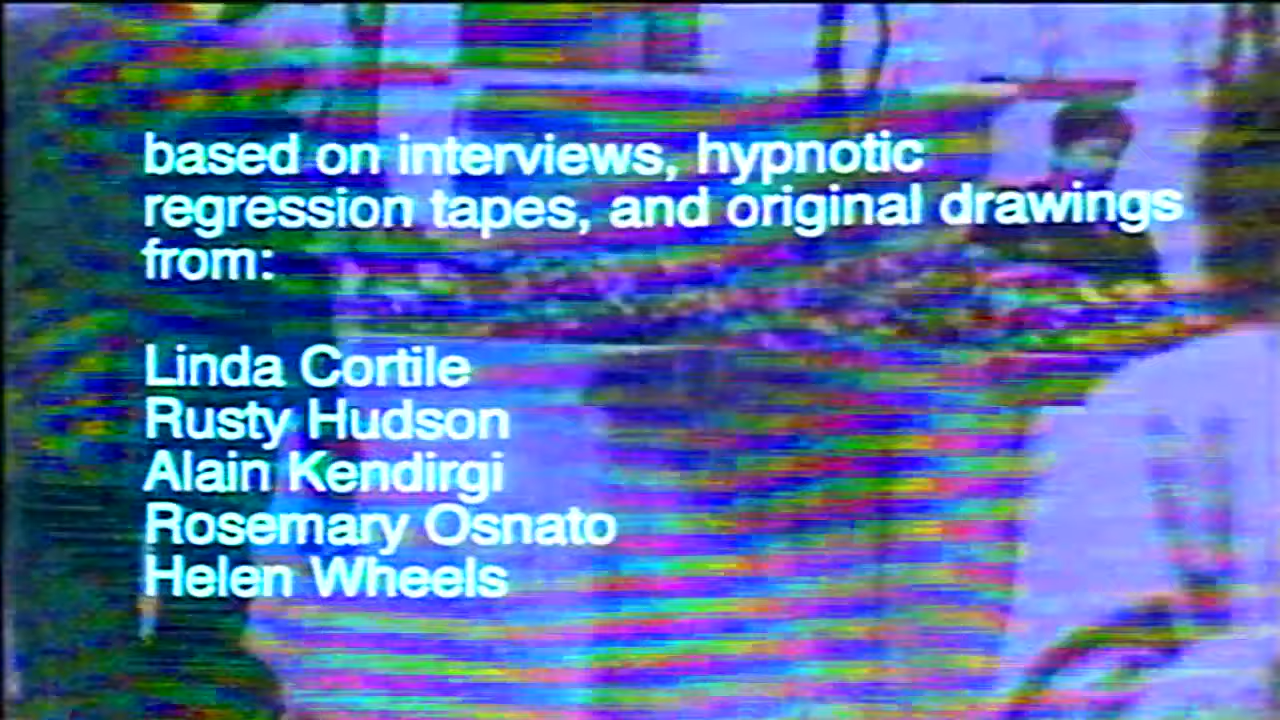 based on interviews, hypnotic
regression tapes, and original drawings
from:
Linda Cortile
Rusty Hudson
Alain Kendirgi
Rosemary Osnato
Helen Wheels